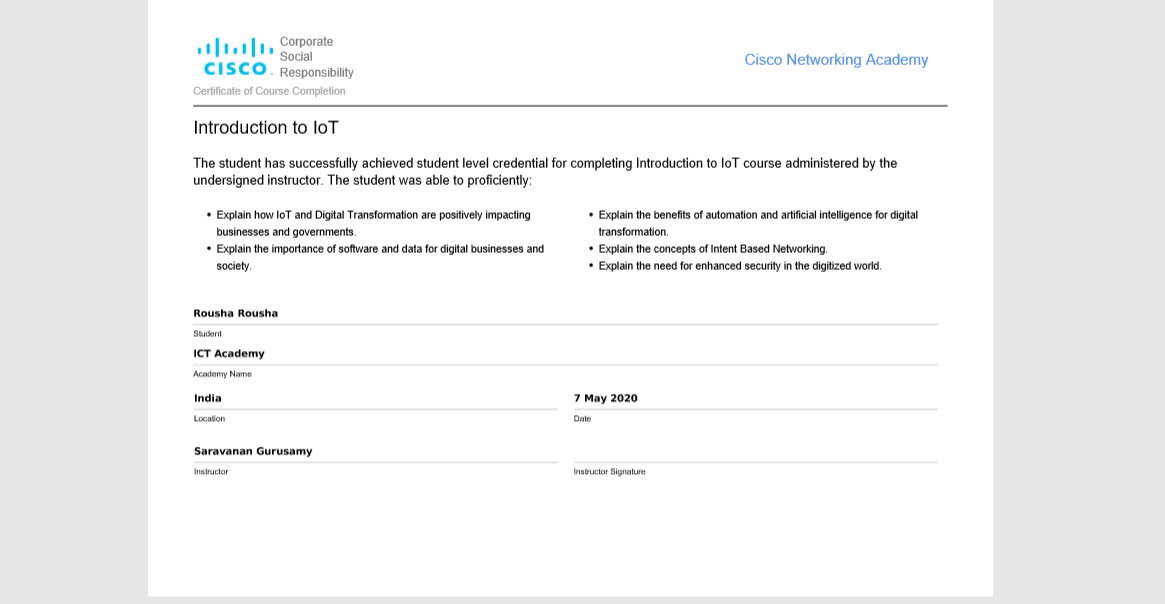 Corporate
Social
CISCO Responsibility
Cisco Networking Academy
Certificate of Course Completion
Introduction to IoT
The student has successfully achieved student level credential for completing Introduction to IoT course administered by the
undersigned instructor. The student was able to proficiently:
• Explain how IoT and Digital Transformation are positively impacting
businesses and governments.
• Explain the importance of software and data for digital businesses and
society.
• Explain the benefits of automation and artificial intelligence for digital
transformation.
• Explain the concepts of Intent Based Networking.
• Explain the need for enhanced security in the digitized world.
Rousha Rousha
Student
ICT Academy
Academy Name
India
Location
7 May 2020
Date
Saravanan Gurusamy
Instructor
Instructor Signature